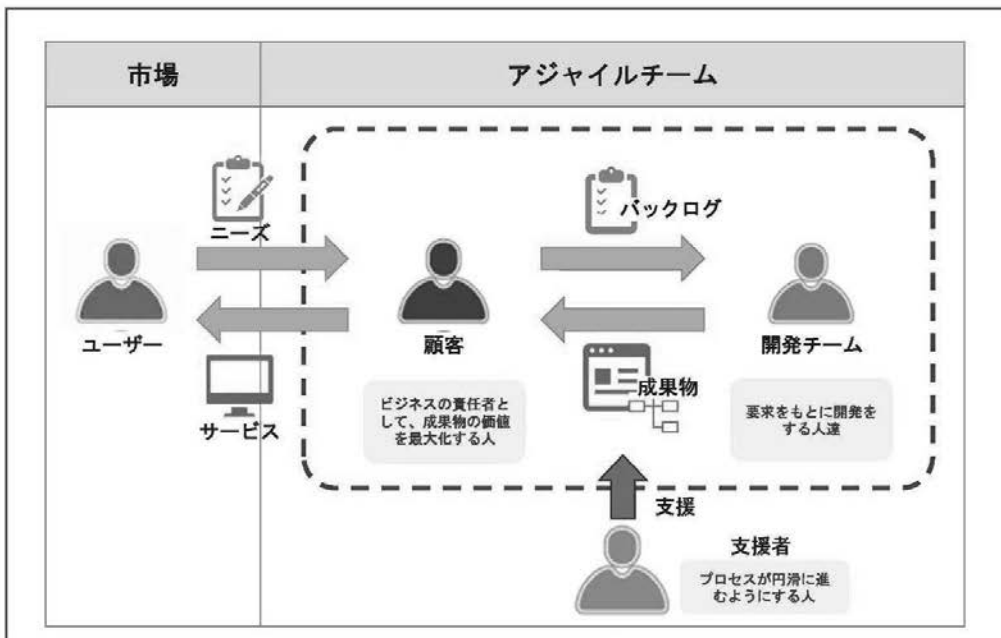 市場
アジャイルチーム
ニーズ
バックログ
ユーザー
顧客
開発チーム
サービス
ビジネスの責任者と
して、成果物の価値
を最大化する人
成果物
要求をもとに開発を
する人達
支援
支援者
プロセスが円滑に進
むようにする人